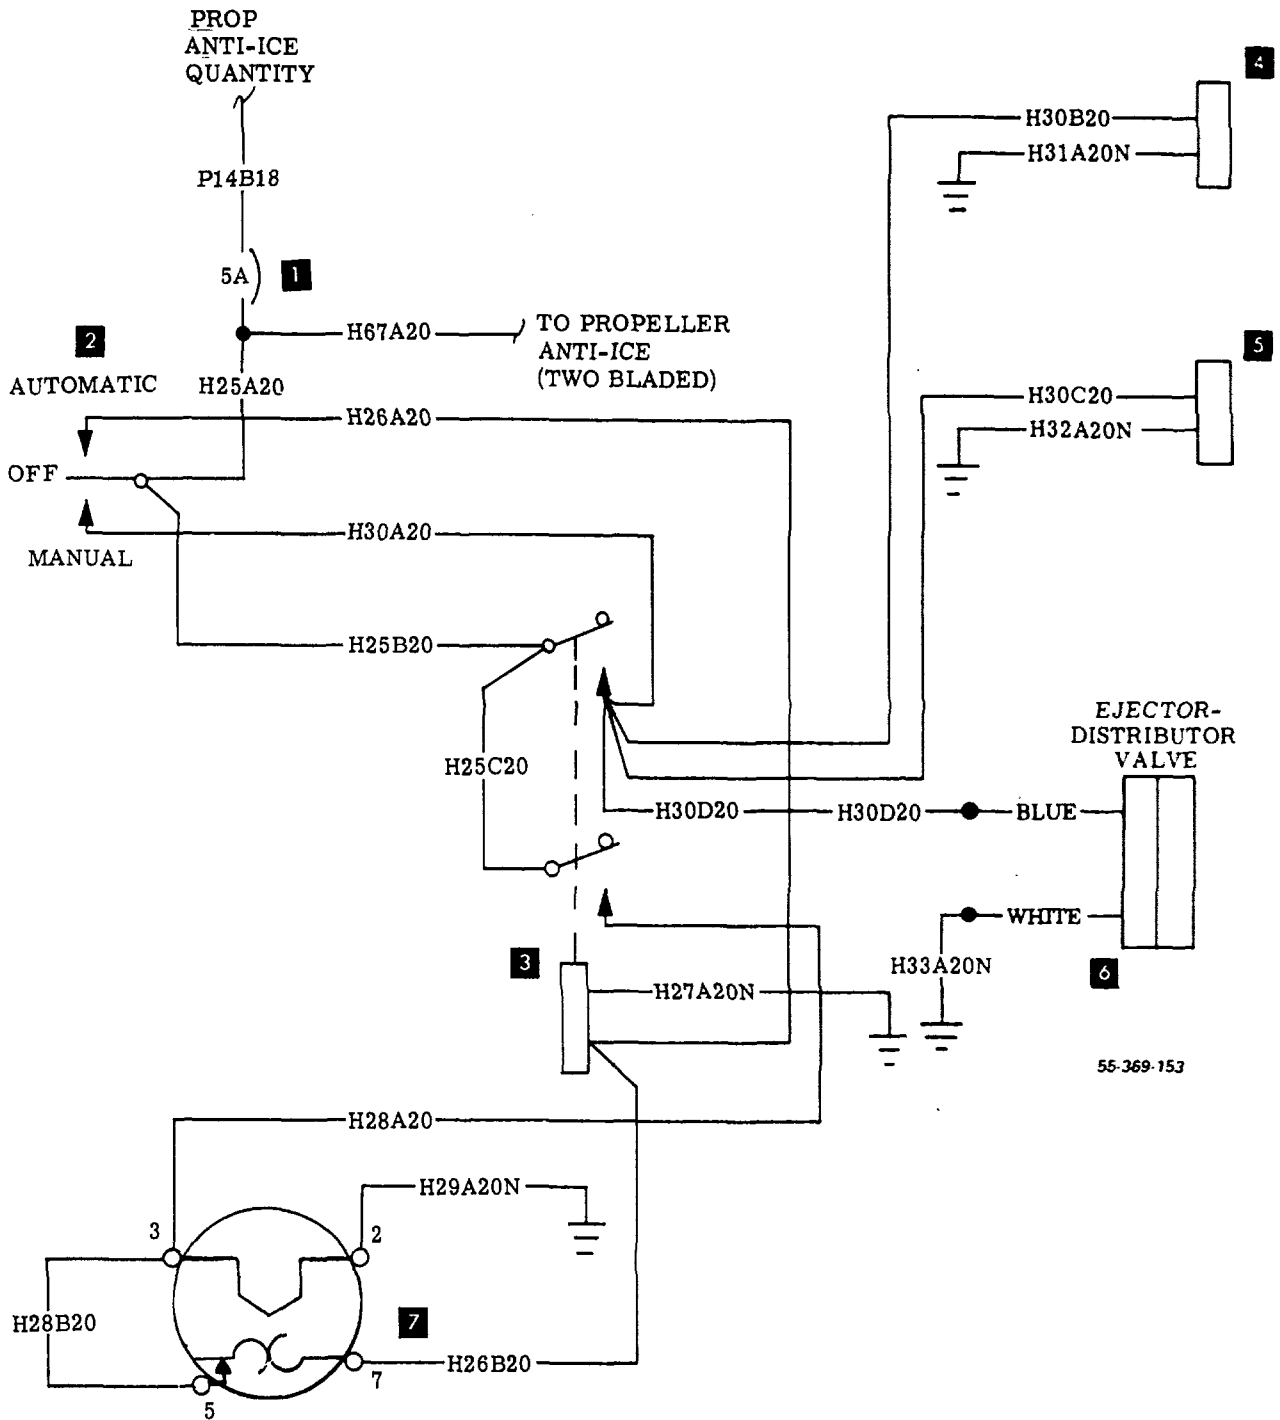 PROP
ANTI-ICE
QUANTITY
4
H30B20
H31A20N
P14B18
5A
1
2
H67A20
TO PROPELLER
ANTI-ICE
(TWO BLADED)
5
AUTOMATIC
H25A20
H26A20
H30C20
H32A20N
OFF
H30A20
MANUAL
H25B20
EJECTOR-
DISTRIBUTOR
VALVE
H25C20
H30D20
H30D20
BLUE
WHITE
3
H33A20N
6
H27A20N
55-369-153
H28A20
H29A20N
3
2
H28B20
7
H26B20
7
5